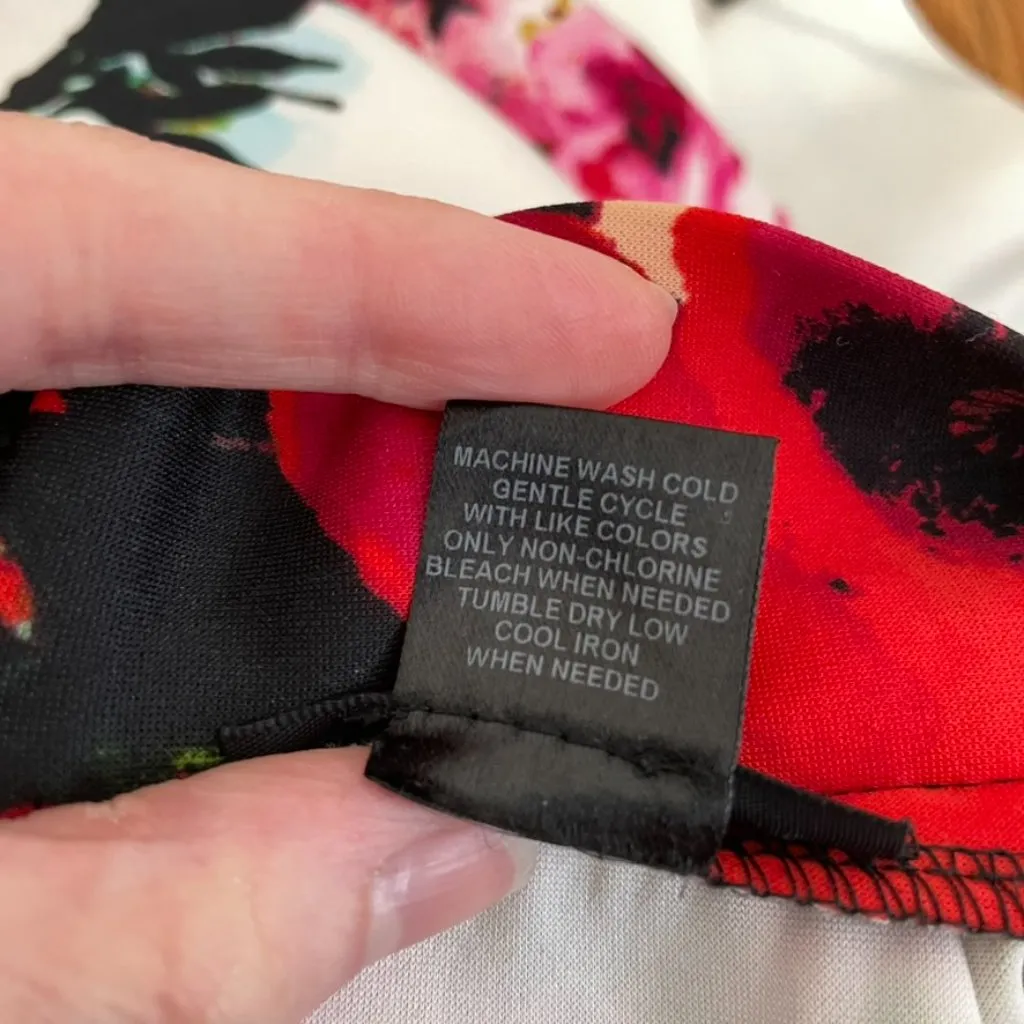 MACHINE WASH COLD
GENTLE CYCLE
WITH LIKE COLORS
ONLY NON-CHLORINE
BLEACH WHEN NEEDED
TUMBLE DRY LOW
COOL IRON
WHEN NEEDED